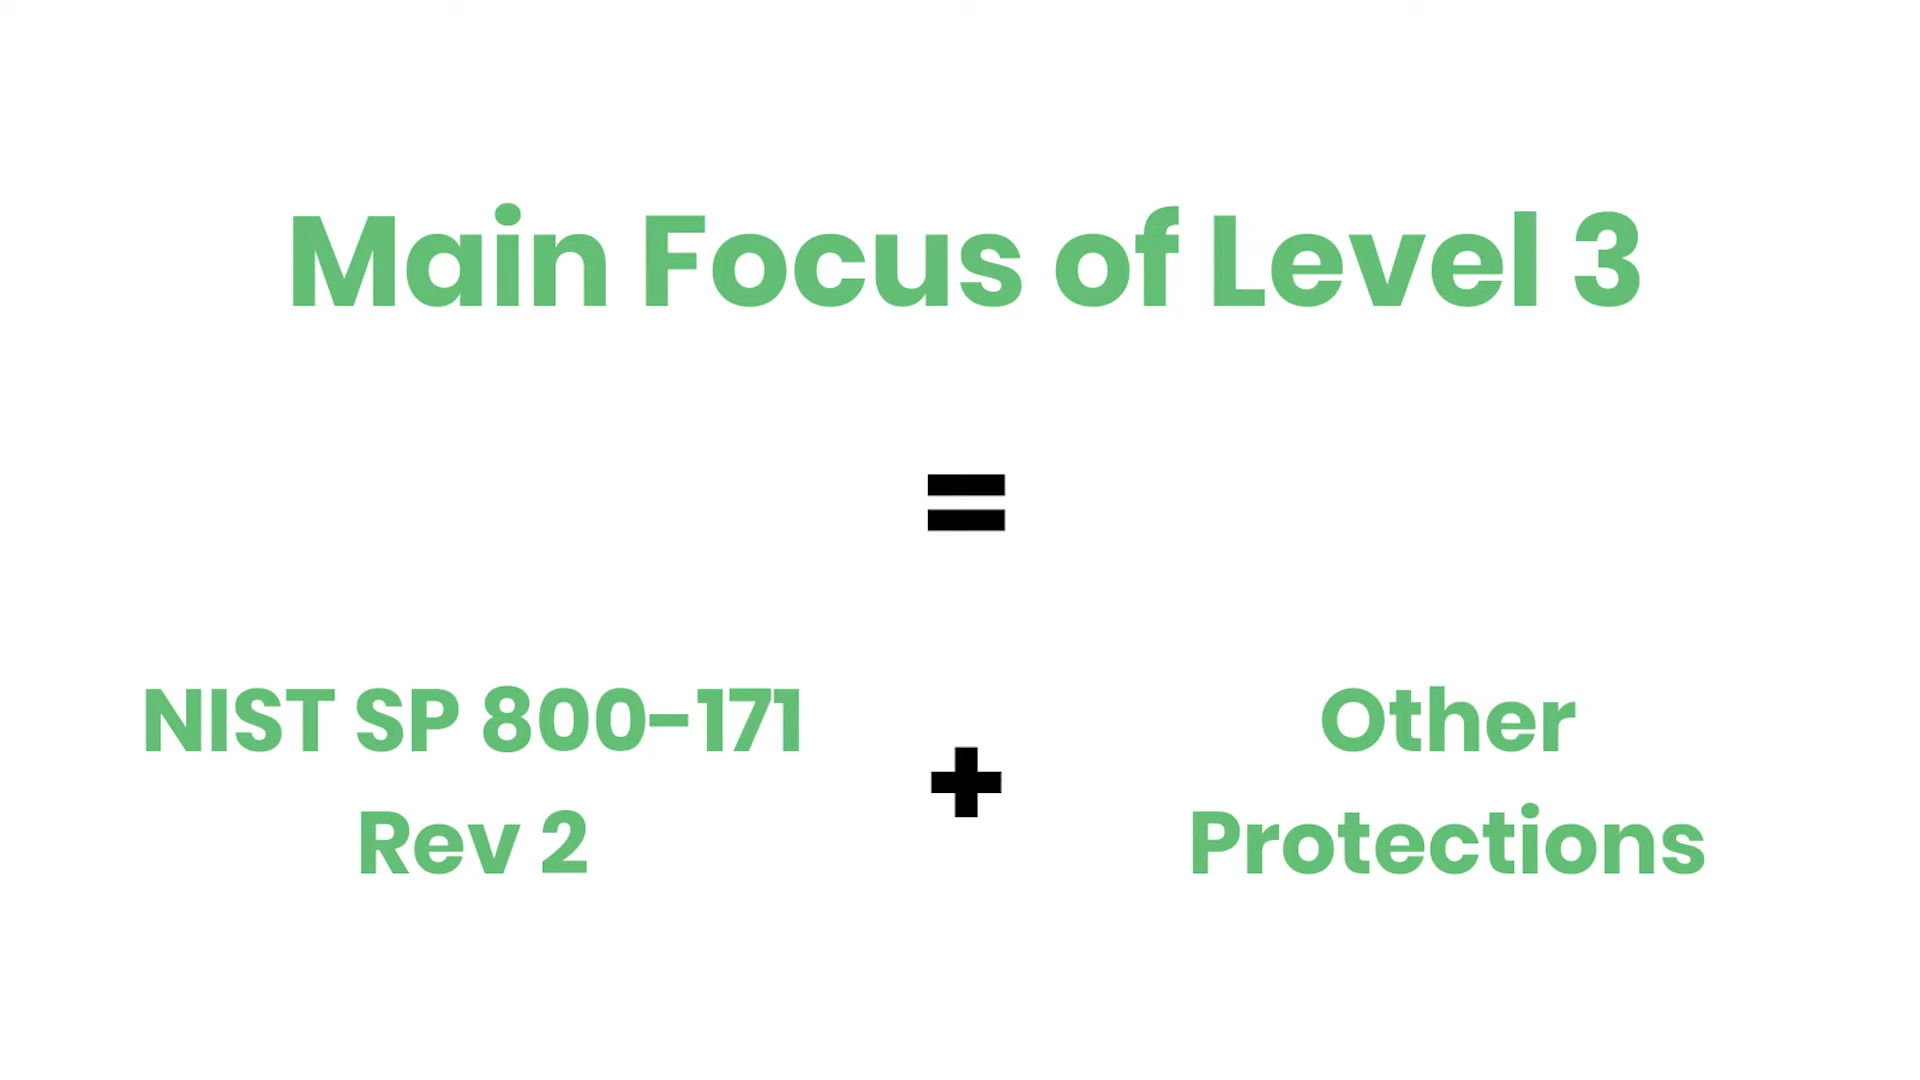 Main Focus of Level 3
=
NIST SP 800-171
Rev 2
+
Other
Protections